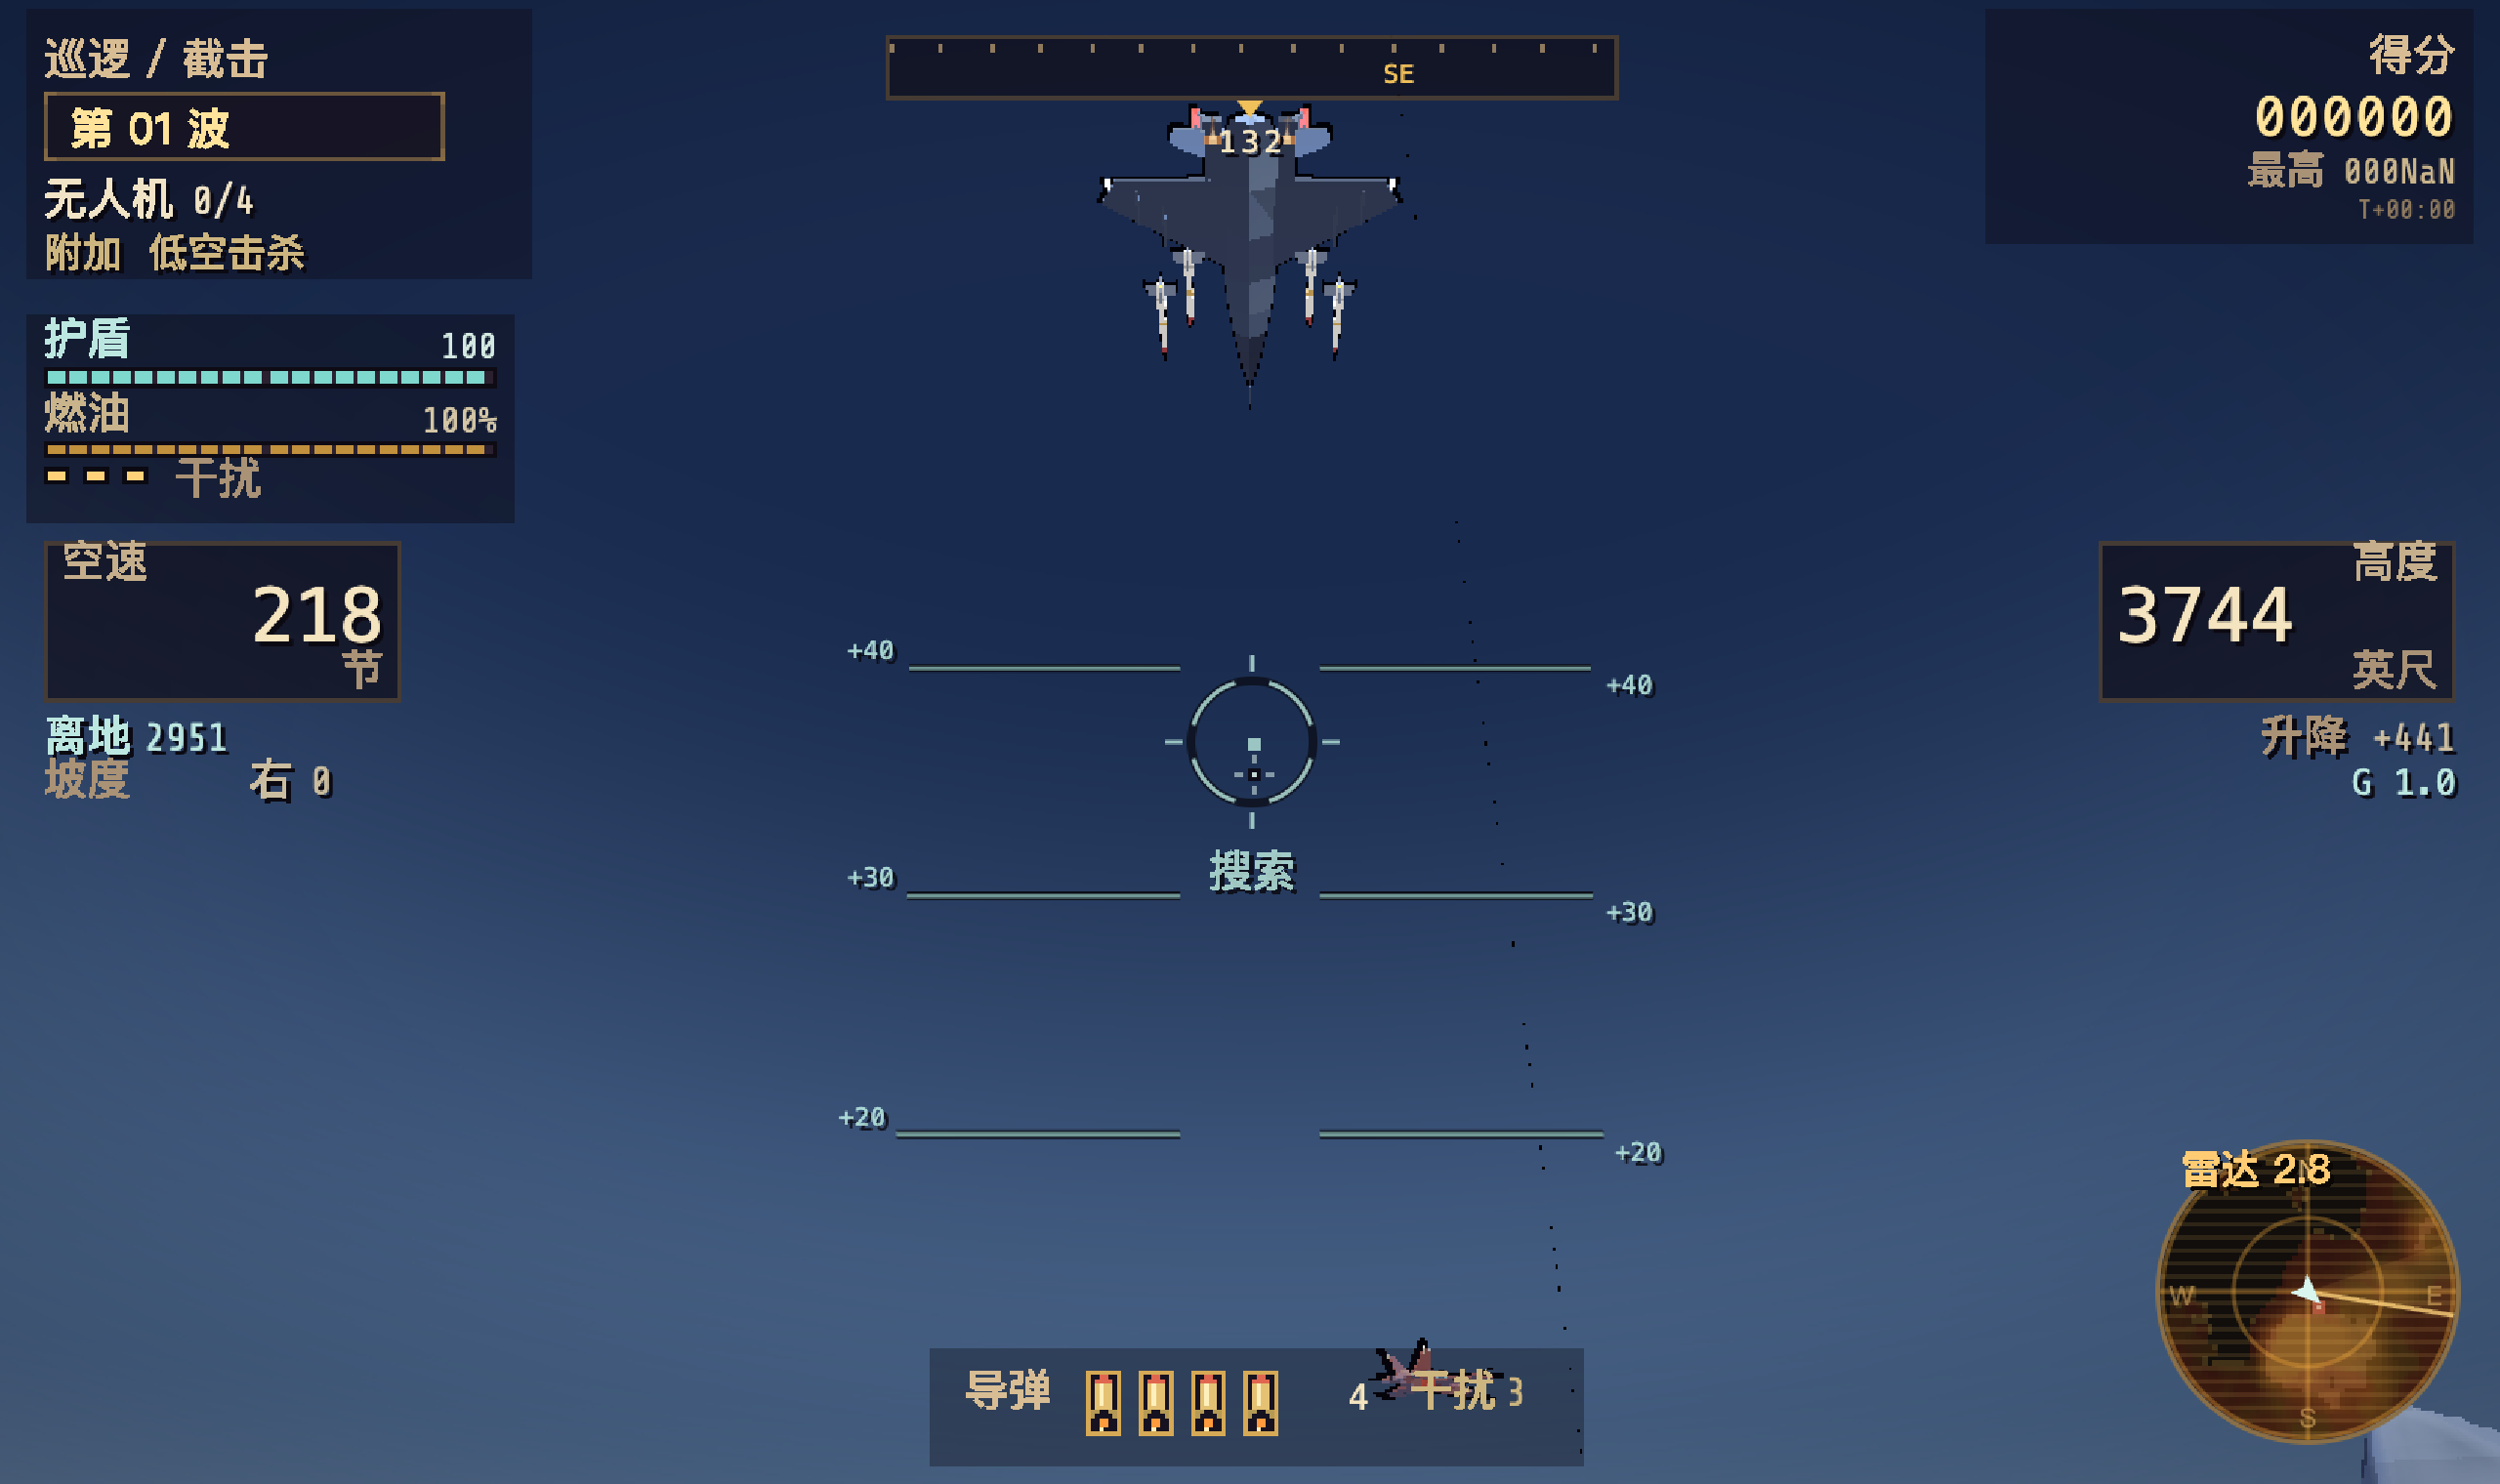 巡逻 / 截击
第 01 波
无人机 0/4
附加 低空击杀
护盾 100
燃油 100%
干扰
空速
218
节
离地 2951
坡度 右 0
SE
132
得分
000000
最高 000NaN
T+00:00
高度
3744
英尺
升降 +441
G 1.0
+40 +40
搜索
+30 +30
+20 +20
雷达 2.8
N
W E
S
导弹 4 干扰 3